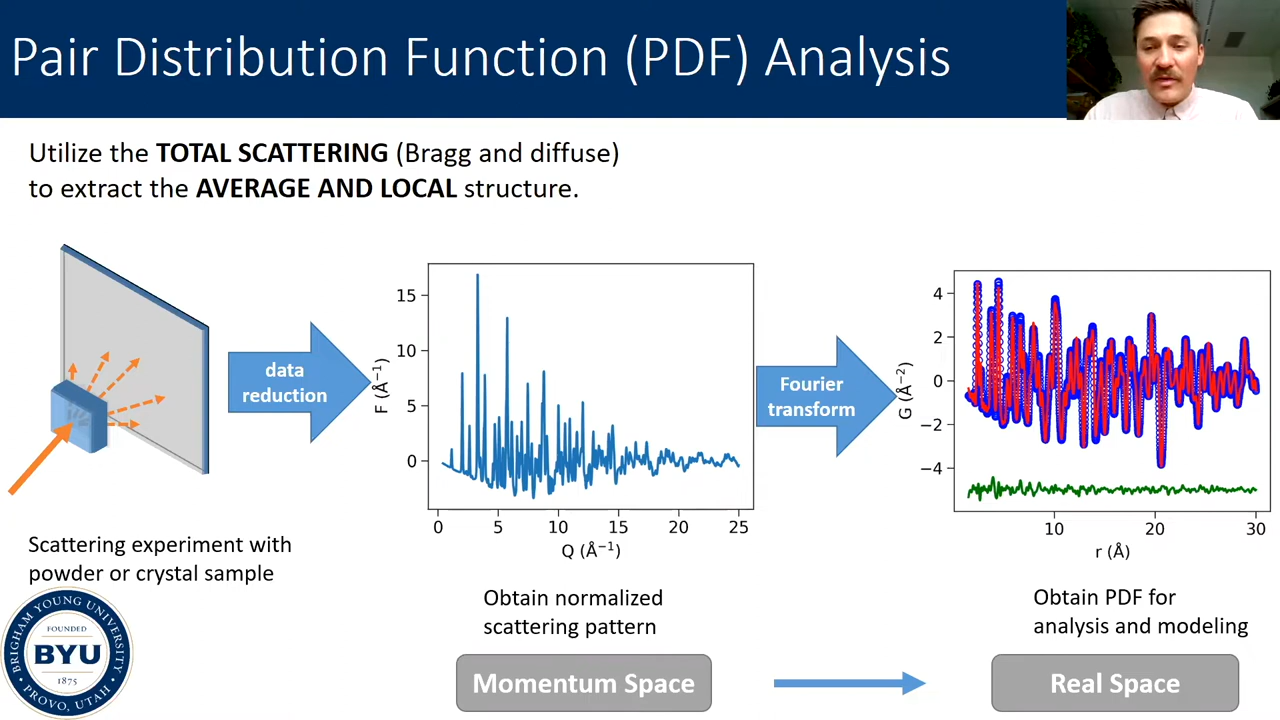 Pair Distribution Function (PDF) Analysis
Utilize the TOTAL SCATTERING (Bragg and diffuse)
to extract the AVERAGE AND LOCAL structure.
data
reduction
F (Å⁻¹)
15
10
5
0
0 5 10 15 20 25
Q (Å⁻¹)
Fourier
transform
G (Å⁻²)
4
2
0
−2
−4
10 20 30
r (Å)
Scattering experiment with
powder or crystal sample
Obtain normalized
scattering pattern
Obtain PDF for
analysis and modeling
Momentum Space
Real Space
BRIGHAM YOUNG UNIVERSITY
FOUNDED
BYU
1875
PROVO, UTAH